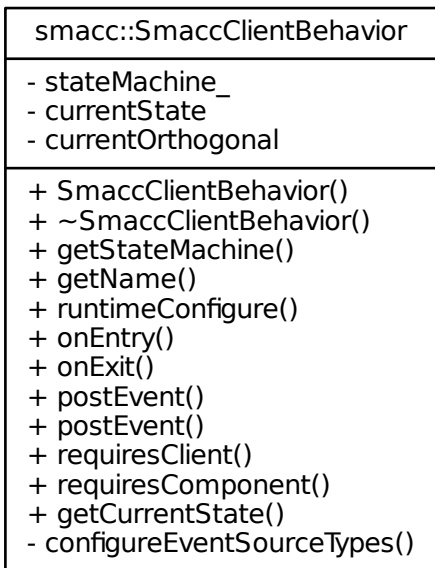 smacc::SmaccClientBehavior
- stateMachine_
- currentState
- currentOrthogonal
+ SmaccClientBehavior()
+ ~SmaccClientBehavior()
+ getStateMachine()
+ getName()
+ runtimeConfigure()
+ onEntry()
+ onExit()
+ postEvent()
+ postEvent()
+ requiresClient()
+ requiresComponent()
+ getCurrentState()
- configureEventSourceTypes()